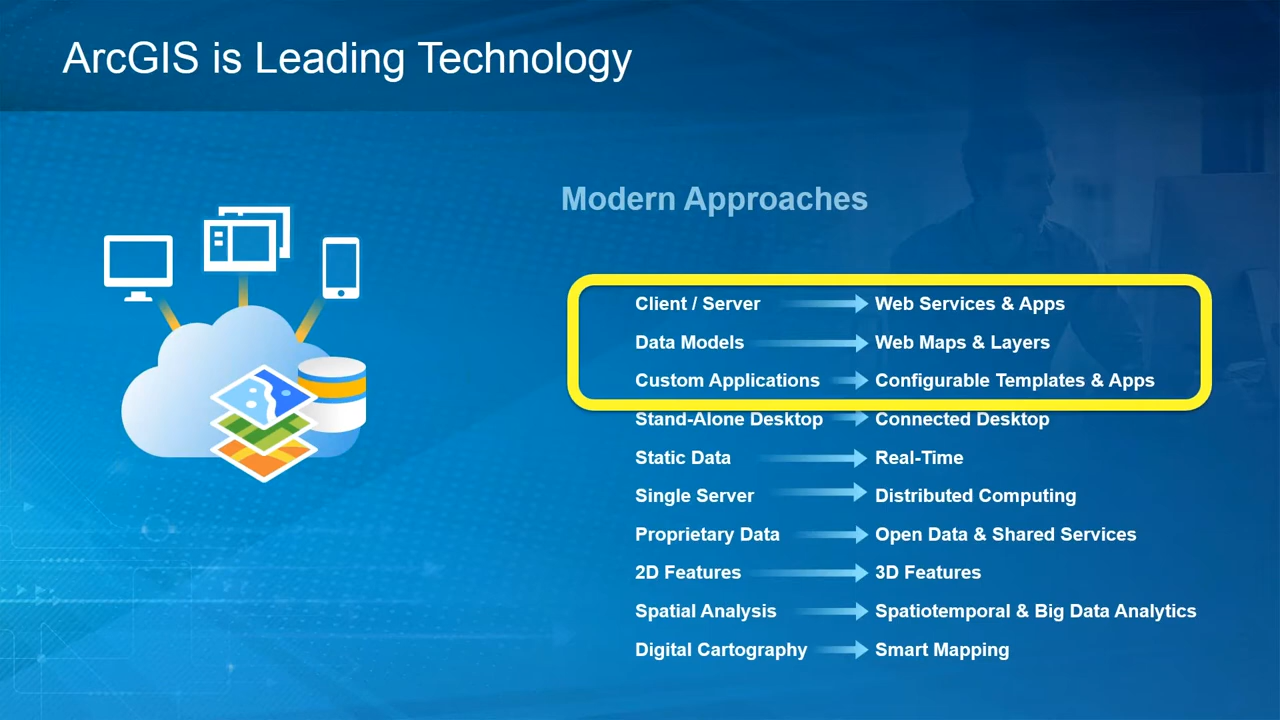 ArcGIS is Leading Technology
Modern Approaches
Client / Server Web Services & Apps
Data Models Web Maps & Layers
Custom Applications Configurable Templates & Apps
Stand-Alone Desktop Connected Desktop
Static Data Real-Time
Single Server Distributed Computing
Proprietary Data Open Data & Shared Services
2D Features 3D Features
Spatial Analysis Spatiotemporal & Big Data Analytics
Digital Cartography Smart Mapping